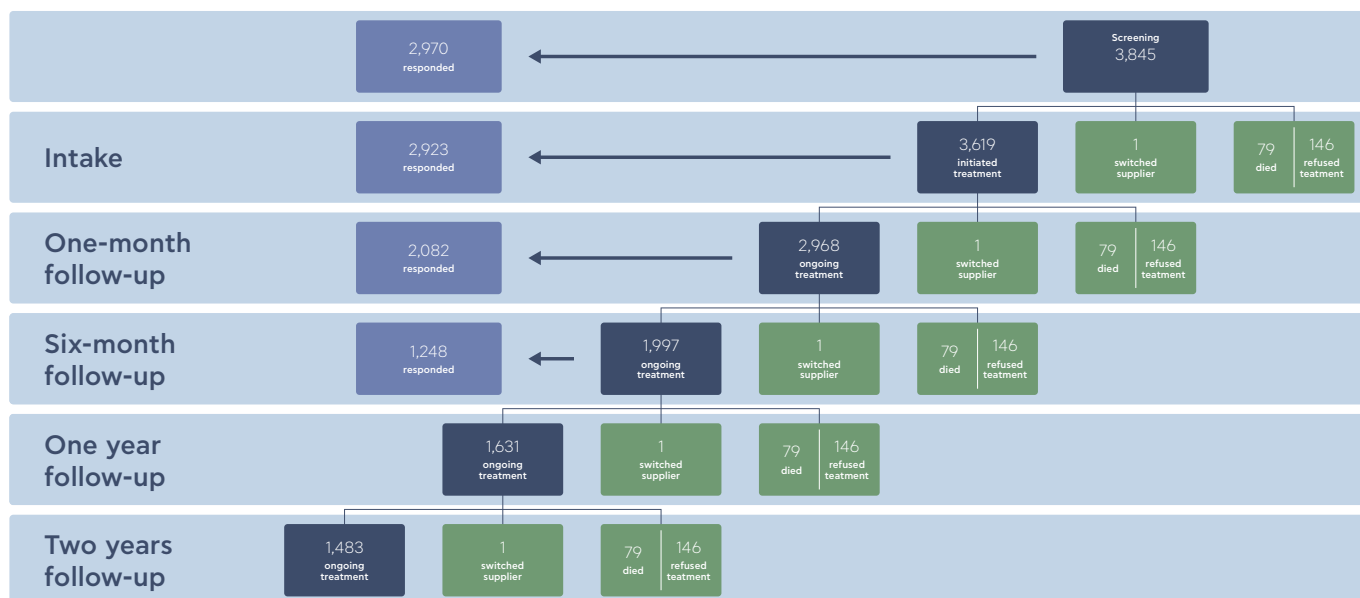 2,970
responded
Screening
3,845
Intake
2,923
responded
3,619
initiated
treatment
1
switched
supplier
79
died
146
refused
teatment
One-month
follow-up
2,082
responded
2,968
ongoing
treatment
1
switched
supplier
79
died
146
refused
teatment
Six-month
follow-up
1,248
responded
1,997
ongoing
treatment
1
switched
supplier
79
died
146
refused
teatment
One year
follow-up
1,631
ongoing
treatment
1
switched
supplier
79
died
146
refused
teatment
Two years
follow-up
1,483
ongoing
treatment
1
switched
supplier
79
died
146
refused
teatment